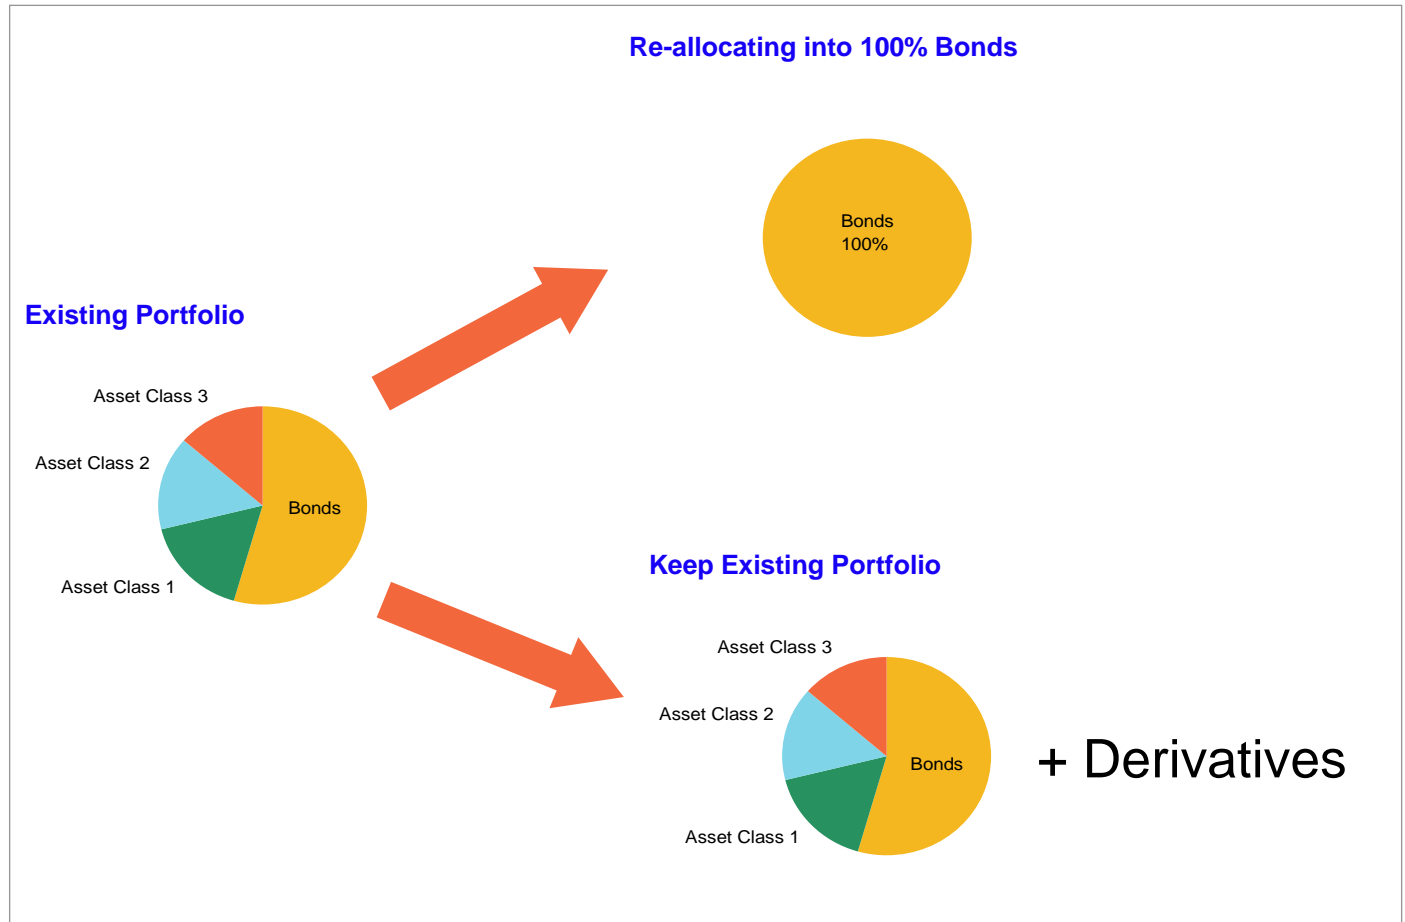 Re-allocating into 100% Bonds
Bonds
100%
Existing Portfolio
Asset Class 3
Asset Class 2
Bonds
Asset Class 1
Keep Existing Portfolio
Asset Class 3
Asset Class 2
Bonds
+ Derivatives
Asset Class 1